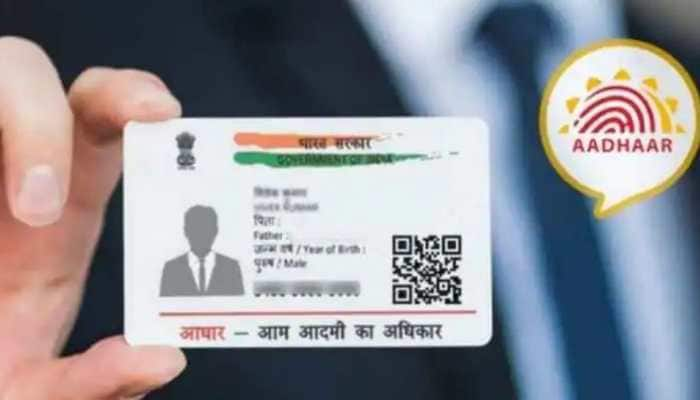 भारत सरकार
GOVERNMENT OF INDIA
पिता :
Father :
जन्म वर्ष / Year of Birth :
पुरुष / Male
आधार – आम आदमी का अधिकार
AADHAAR